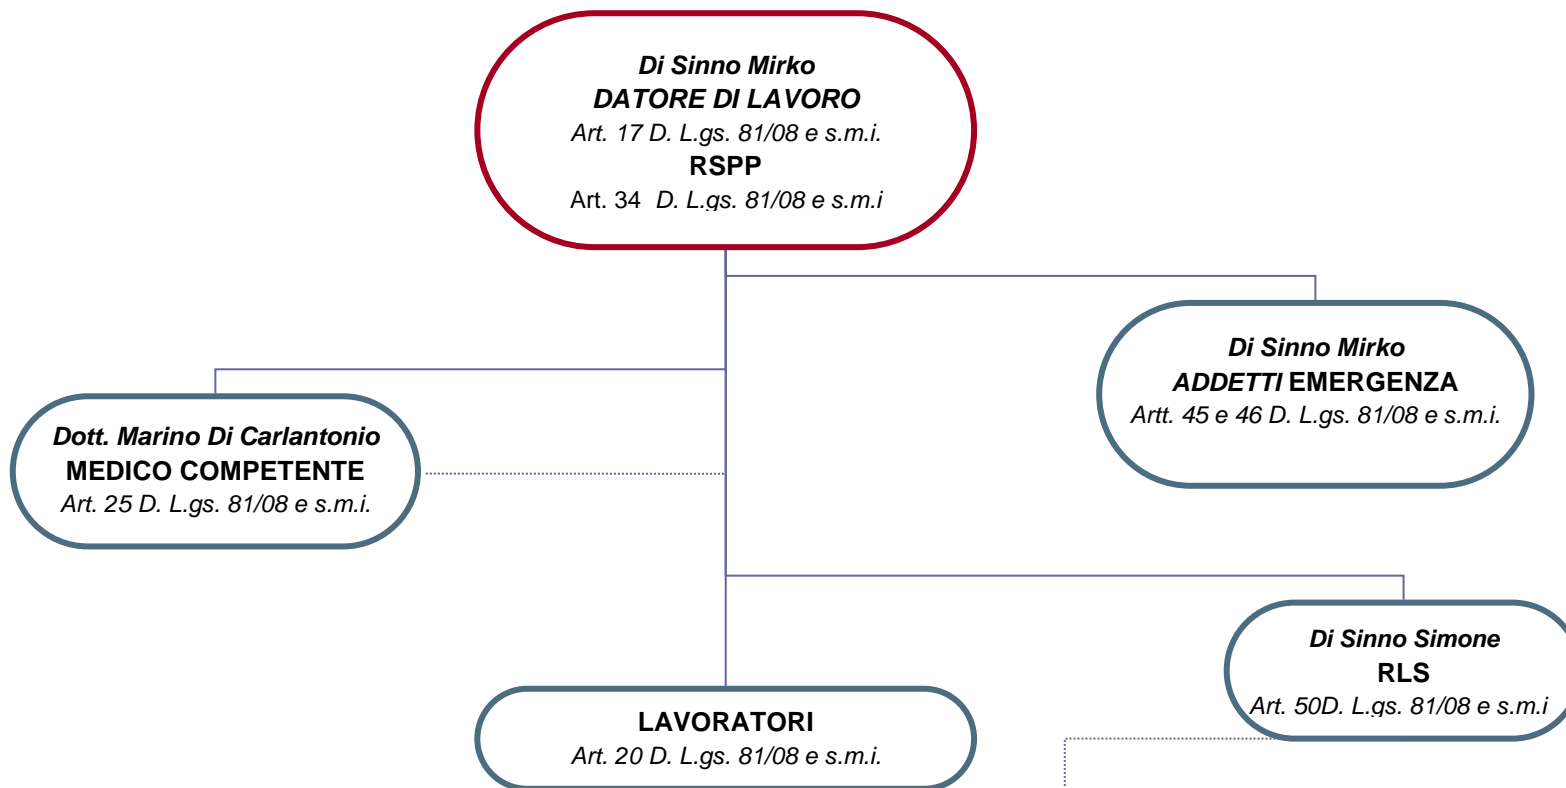 Di Sinno Mirko
DATORE DI LAVORO
Art. 17 D. L.gs. 81/08 e s.m.i.
RSPP
Art. 34 D. L.gs. 81/08 e s.m.i
Di Sinno Mirko
ADDETTI EMERGENZA
Artt. 45 e 46 D. L.gs. 81/08 e s.m.i.
Dott. Marino Di Carlantonio
MEDICO COMPETENTE
Art. 25 D. L.gs. 81/08 e s.m.i.
Di Sinno Simone
RLS
Art. 50D. L.gs. 81/08 e s.m.i
LAVORATORI
Art. 20 D. L.gs. 81/08 e s.m.i.